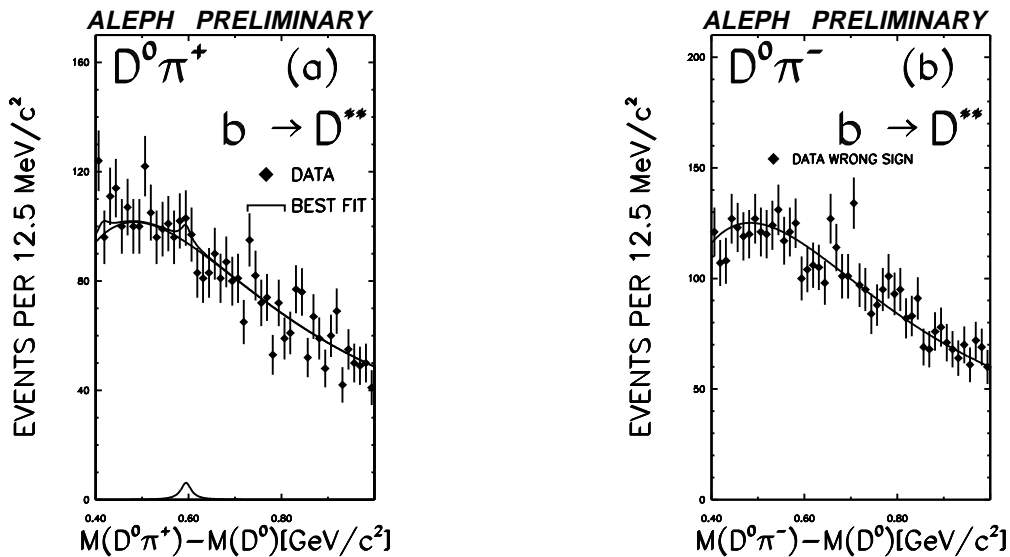 ALEPH PRELIMINARY
D⁰π⁺ (a)
b → D**
DATA
BEST FIT
EVENTS PER 12.5 MeV/c²
160
120
80
40
0
0.40 0.60 0.80
M(D⁰π⁺)−M(D⁰)[GeV/c²]
ALEPH PRELIMINARY
D⁰π⁻ (b)
b → D**
DATA WRONG SIGN
EVENTS PER 12.5 MeV/c²
200
150
100
50
0
0.40 0.60 0.80
M(D⁰π⁻)−M(D⁰)[GeV/c²]